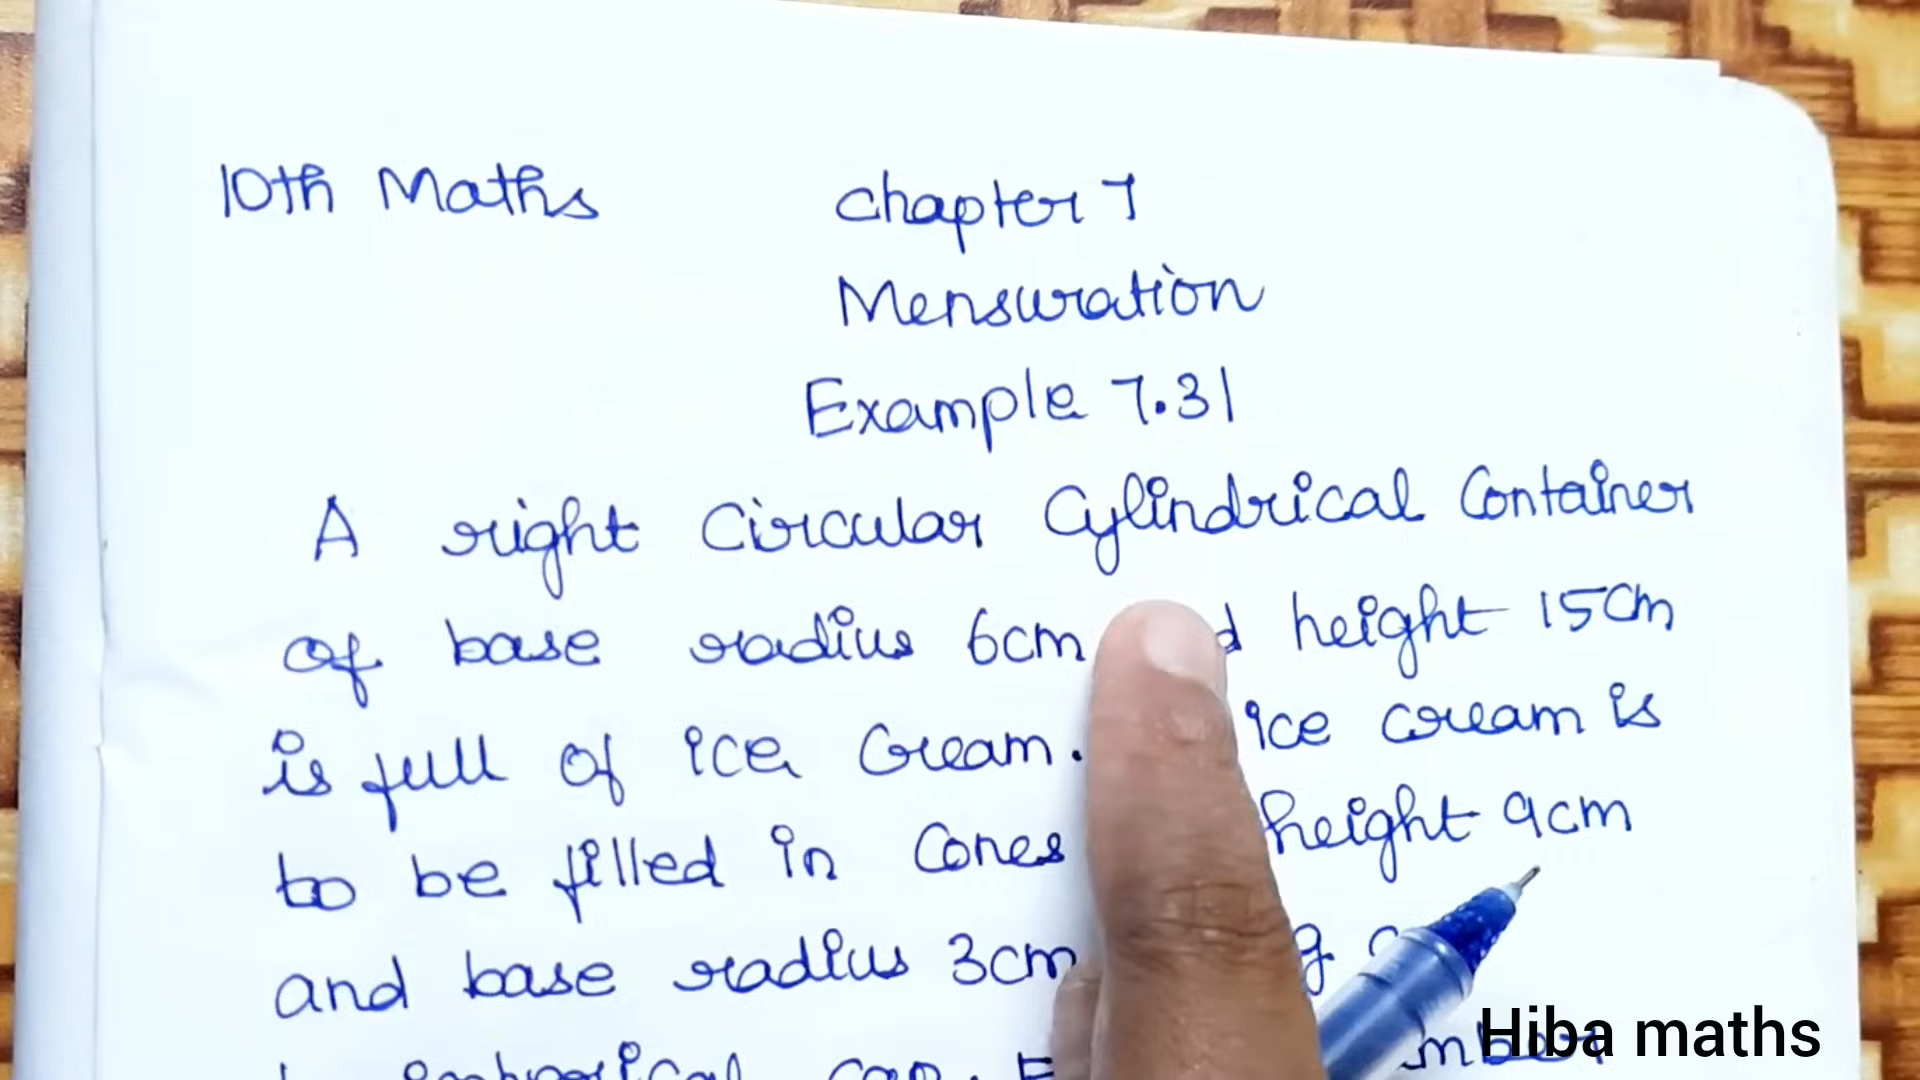 10th Maths
Chapter 7
Mensuration
Example 7.31
A right Circular Cylindrical Container
of base radius 6cm height 15cm
is full of ice Cream. ice cream is
to be filled in Cones height 9cm
and base radius 3cm
cap.
Hiba maths